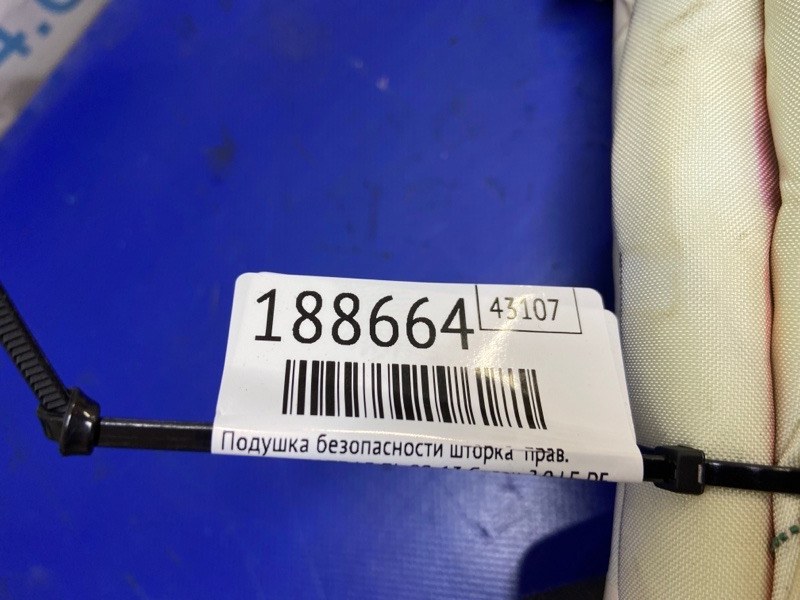 188664
43107
Подушка безопасности шторка прав.